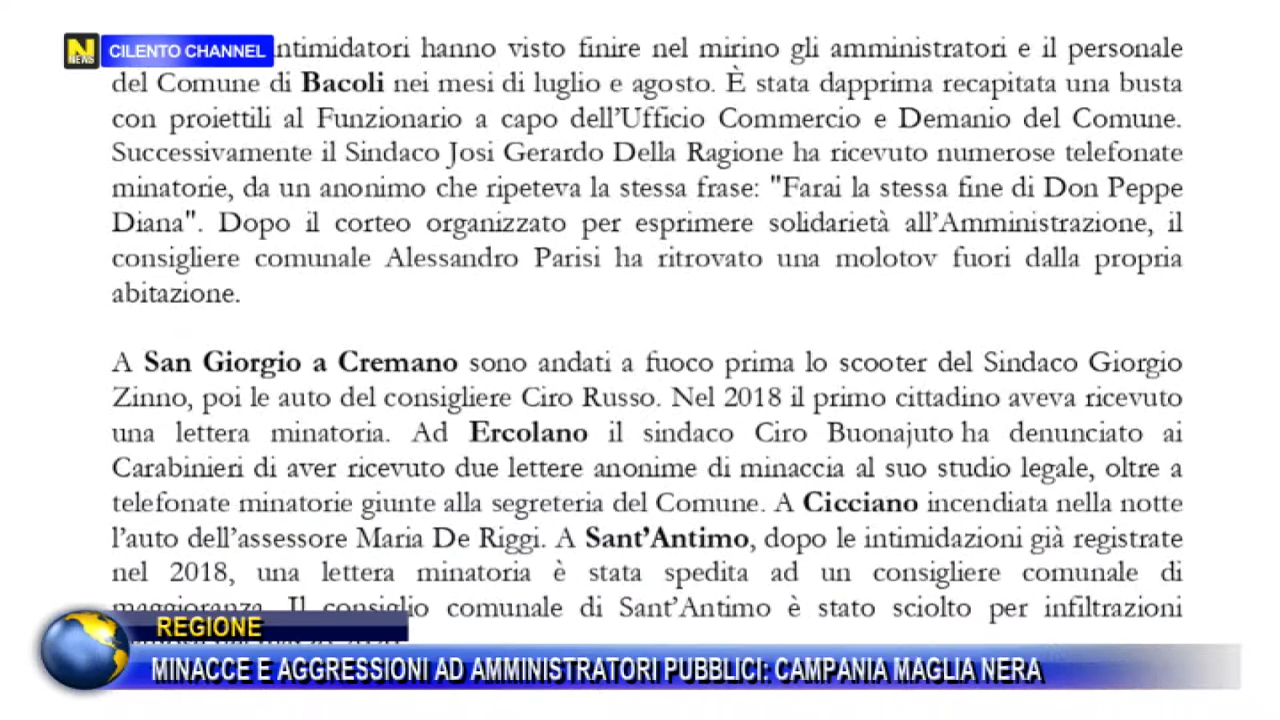 N
NEWS
CILENTO CHANNEL
ntimidatori hanno visto finire nel mirino gli amministratori e il personale
del Comune di Bacoli nei mesi di luglio e agosto. È stata dapprima recapitata una busta
con proiettili al Funzionario a capo dell'Ufficio Commercio e Demanio del Comune.
Successivamente il Sindaco Josi Gerardo Della Ragione ha ricevuto numerose telefonate
minatorie, da un anonimo che ripeteva la stessa frase: "Farai la stessa fine di Don Peppe
Diana". Dopo il corteo organizzato per esprimere solidarietà all'Amministrazione, il
consigliere comunale Alessandro Parisi ha ritrovato una molotov fuori dalla propria
abitazione.
A San Giorgio a Cremano sono andati a fuoco prima lo scooter del Sindaco Giorgio
Zinno, poi le auto del consigliere Ciro Russo. Nel 2018 il primo cittadino aveva ricevuto
una lettera minatoria. Ad Ercolano il sindaco Ciro Buonajuto ha denunciato ai
Carabinieri di aver ricevuto due lettere anonime di minaccia al suo studio legale, oltre a
telefonate minatorie giunte alla segreteria del Comune. A Cicciano incendiata nella notte
l'auto dell'assessore Maria De Riggi. A Sant'Antimo, dopo le intimidazioni già registrate
nel 2018, una lettera minatoria è stata spedita ad un consigliere comunale di
maggioranza. Il consiglio comunale di Sant'Antimo è stato sciolto per infiltrazioni
REGIONE
MINACCE E AGGRESSIONI AD AMMINISTRATORI PUBBLICI: CAMPANIA MAGLIA NERA